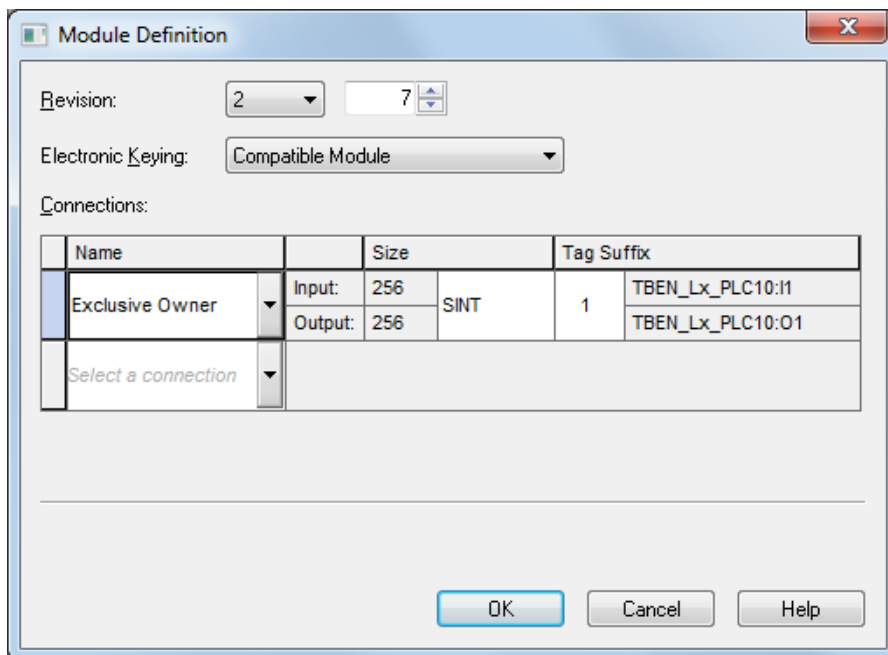 Module Definition
Revision: 2 7
Electronic Keying: Compatible Module
Connections:
Name Size Tag Suffix
Exclusive Owner Input: 256 SINT 1 TBEN_Lx_PLC10:I1
Output: 256 TBEN_Lx_PLC10:O1
Select a connection
OK Cancel Help